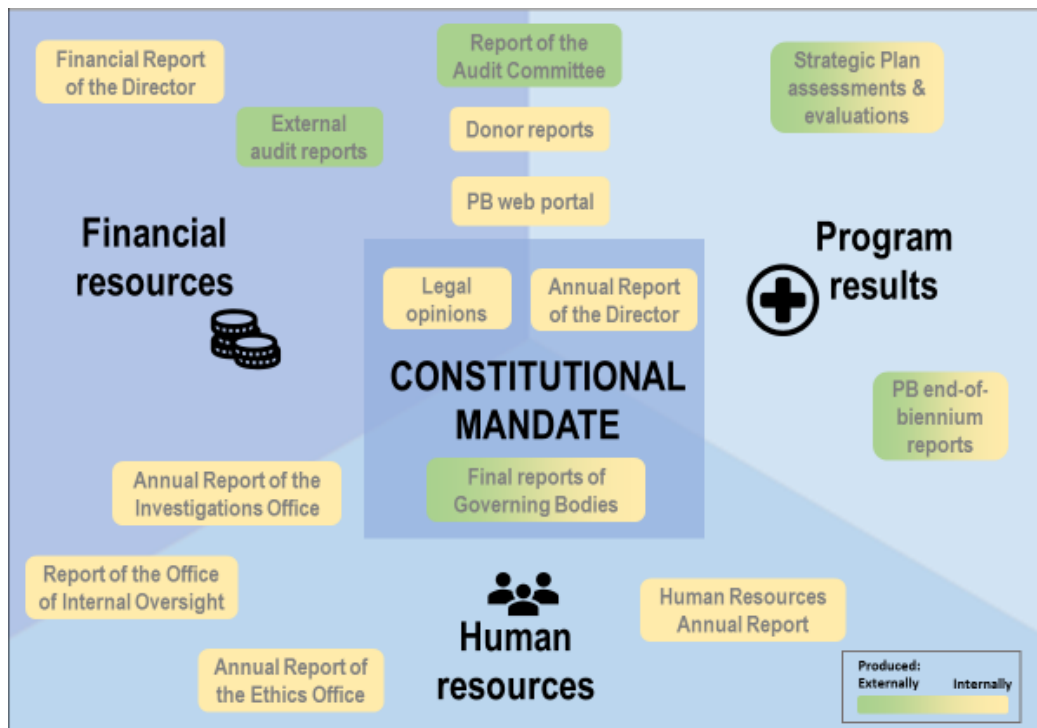 Financial Report
of the Director
Report of the
Audit Committee
Strategic Plan
assessments &
evaluations
External
audit reports
Donor reports
PB web portal
Financial
resources
Program
results
Legal
opinions
Annual Report
of the Director
CONSTITUTIONAL
MANDATE
PB end-of-
biennium
reports
Final reports of
Governing Bodies
Annual Report of the
Investigations Office
Report of the Office
of Internal Oversight
Human Resources
Annual Report
Human
resources
Annual Report of
the Ethics Office
Produced:
Externally Internally